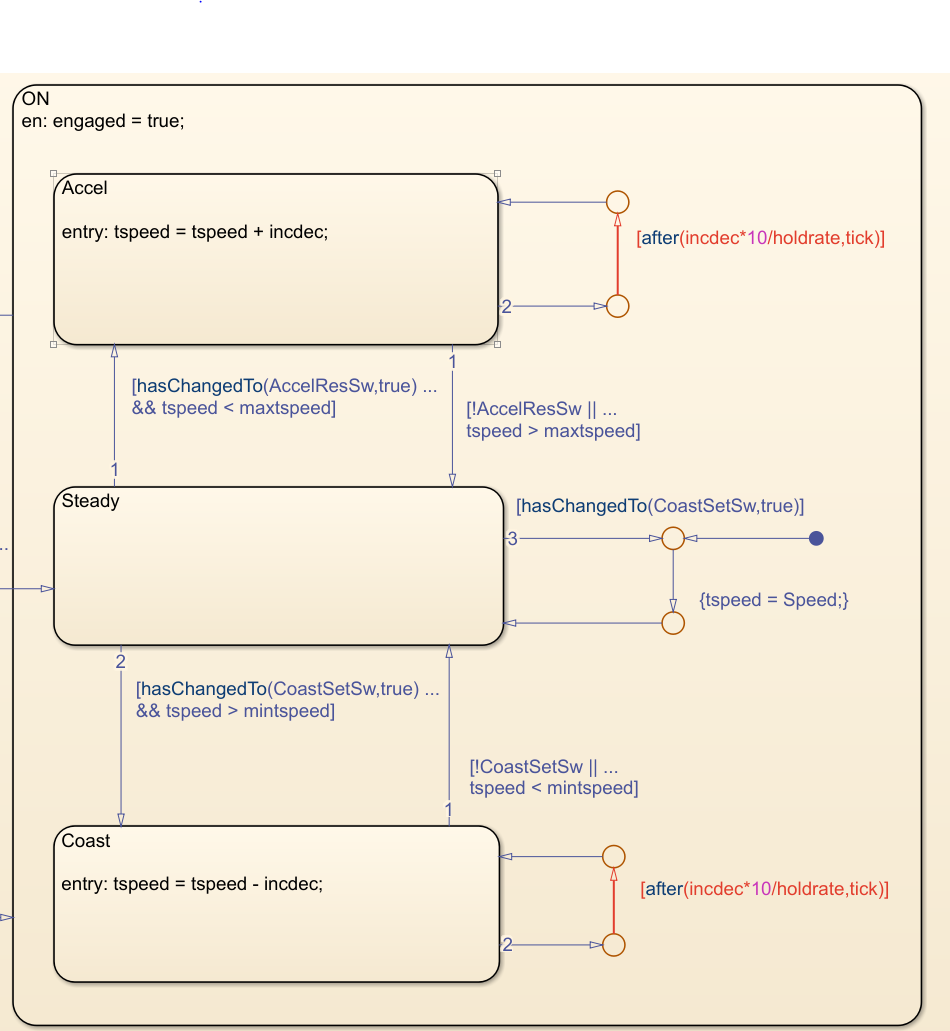 ON
en: engaged = true;
Accel
entry: tspeed = tspeed + incdec;
[after(incdec*10/holdrate,tick)]
2
1
[hasChangedTo(AccelResSw,true) ...
&& tspeed < maxtspeed]
[!AccelResSw || ...
tspeed > maxtspeed]
1
Steady
[hasChangedTo(CoastSetSw,true)]
3
...
{tspeed = Speed;}
2
[hasChangedTo(CoastSetSw,true) ...
&& tspeed > mintspeed]
[!CoastSetSw || ...
tspeed < mintspeed]
1
Coast
entry: tspeed = tspeed - incdec;
[after(incdec*10/holdrate,tick)]
2